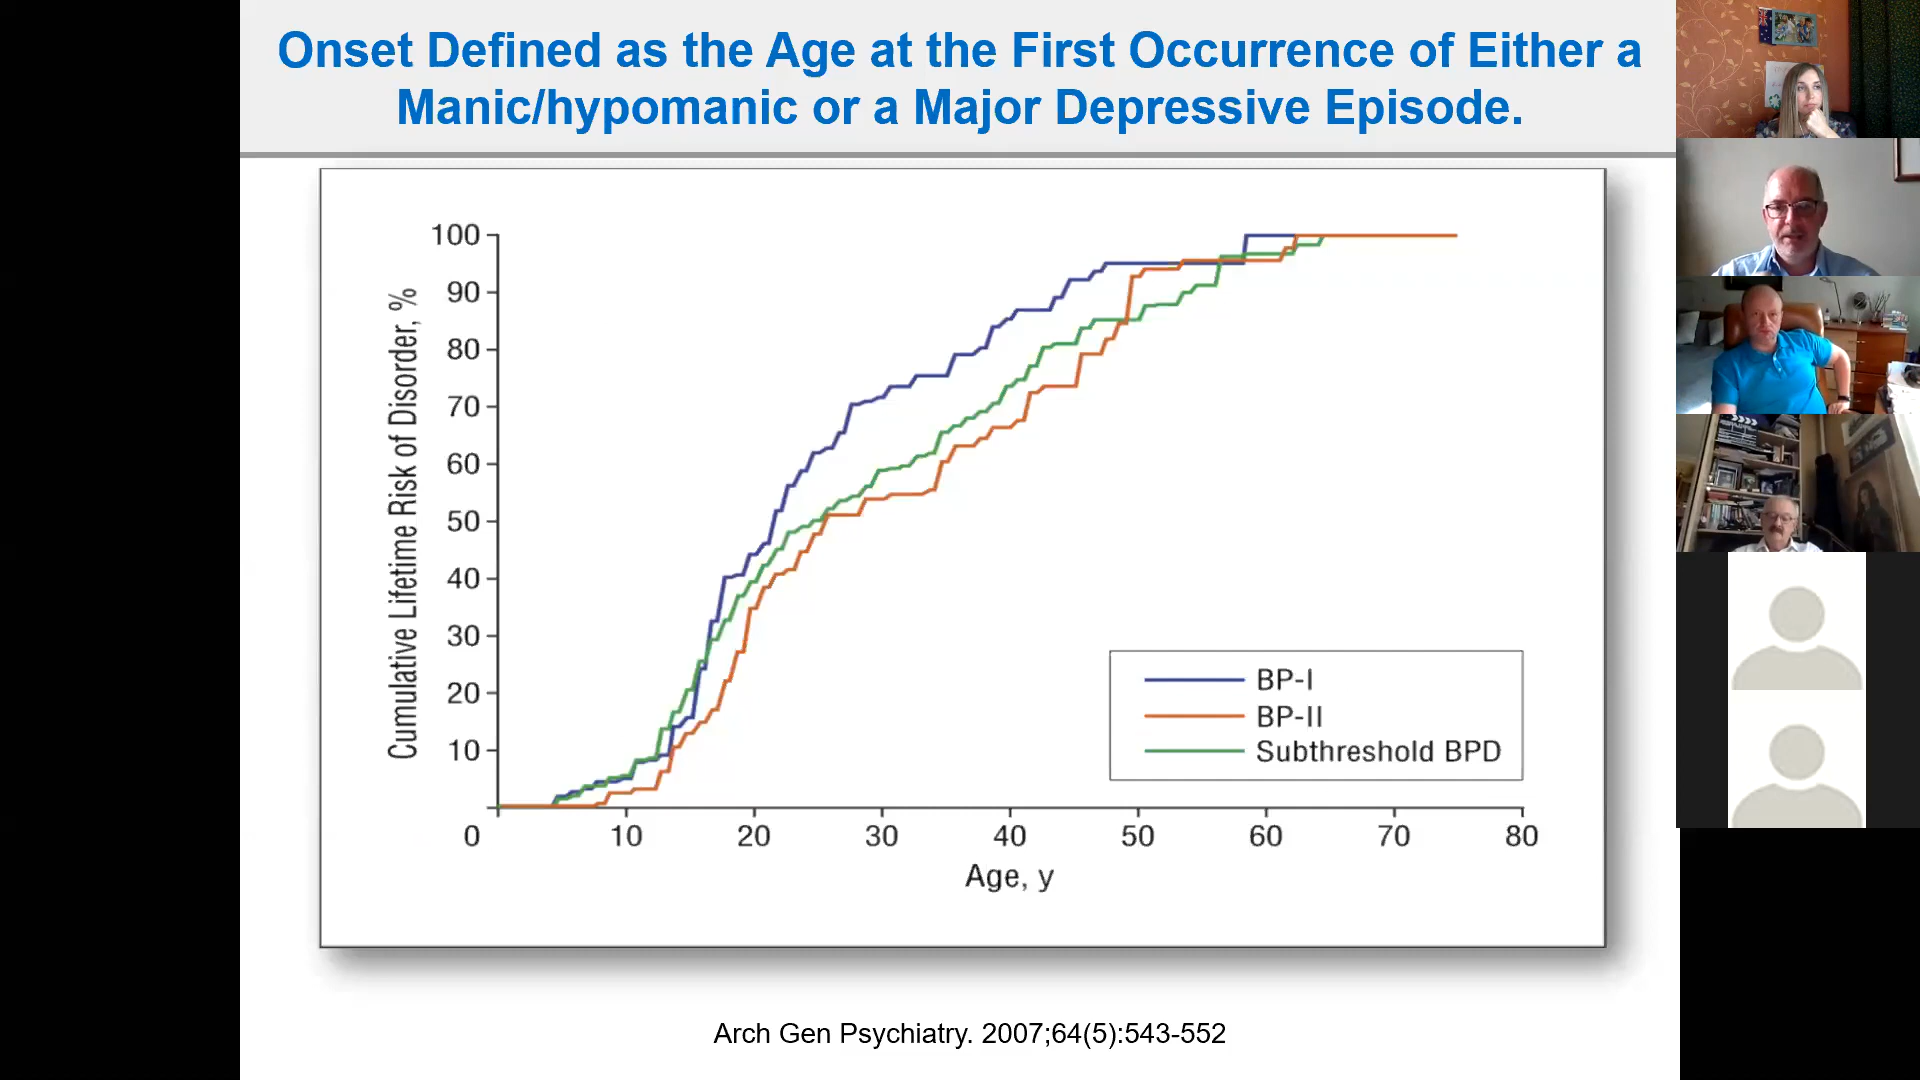 Onset Defined as the Age at the First Occurrence of Either a
Manic/hypomanic or a Major Depressive Episode.
Cumulative Lifetime Risk of Disorder, %
100
90
80
70
60
50
40
30
20
10
0 10 20 30 40 50 60 70 80
Age, y
BP-I
BP-II
Subthreshold BPD
Arch Gen Psychiatry. 2007;64(5):543-552